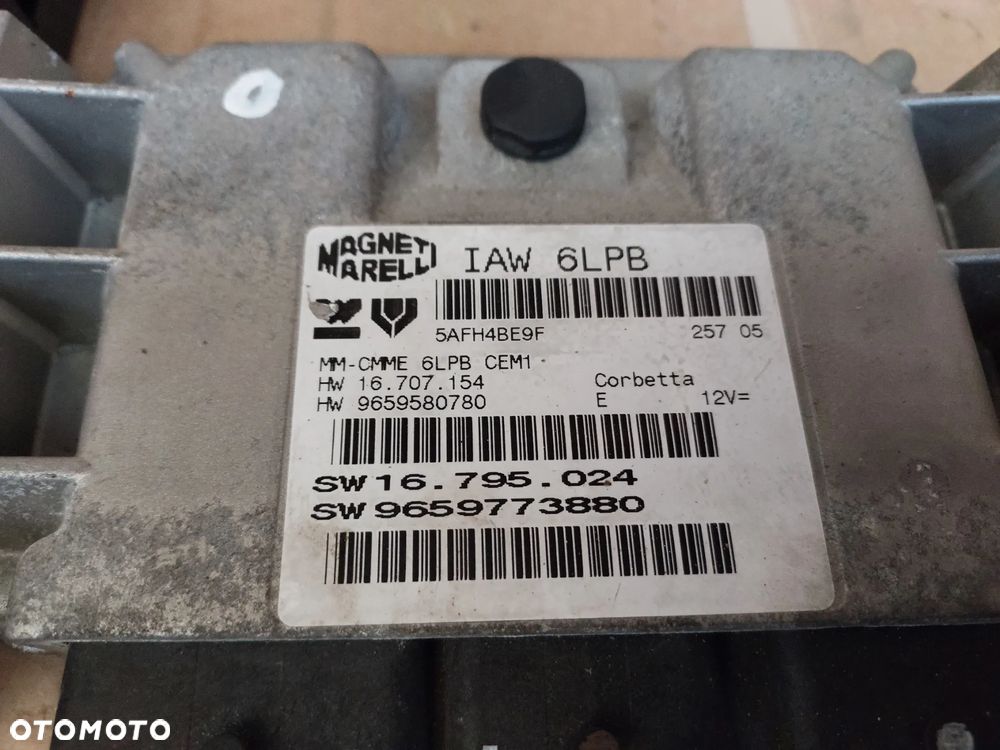 MAGNETI
MARELLI
IAW 6LPB
5AFH4BE9F 257 05
MM-CMME 6LPB CEM1
HW 16.707.154 Corbetta
HW 9659580780 E 12V=
SW 16.795.024
SW 9659773880
OTOMOTO